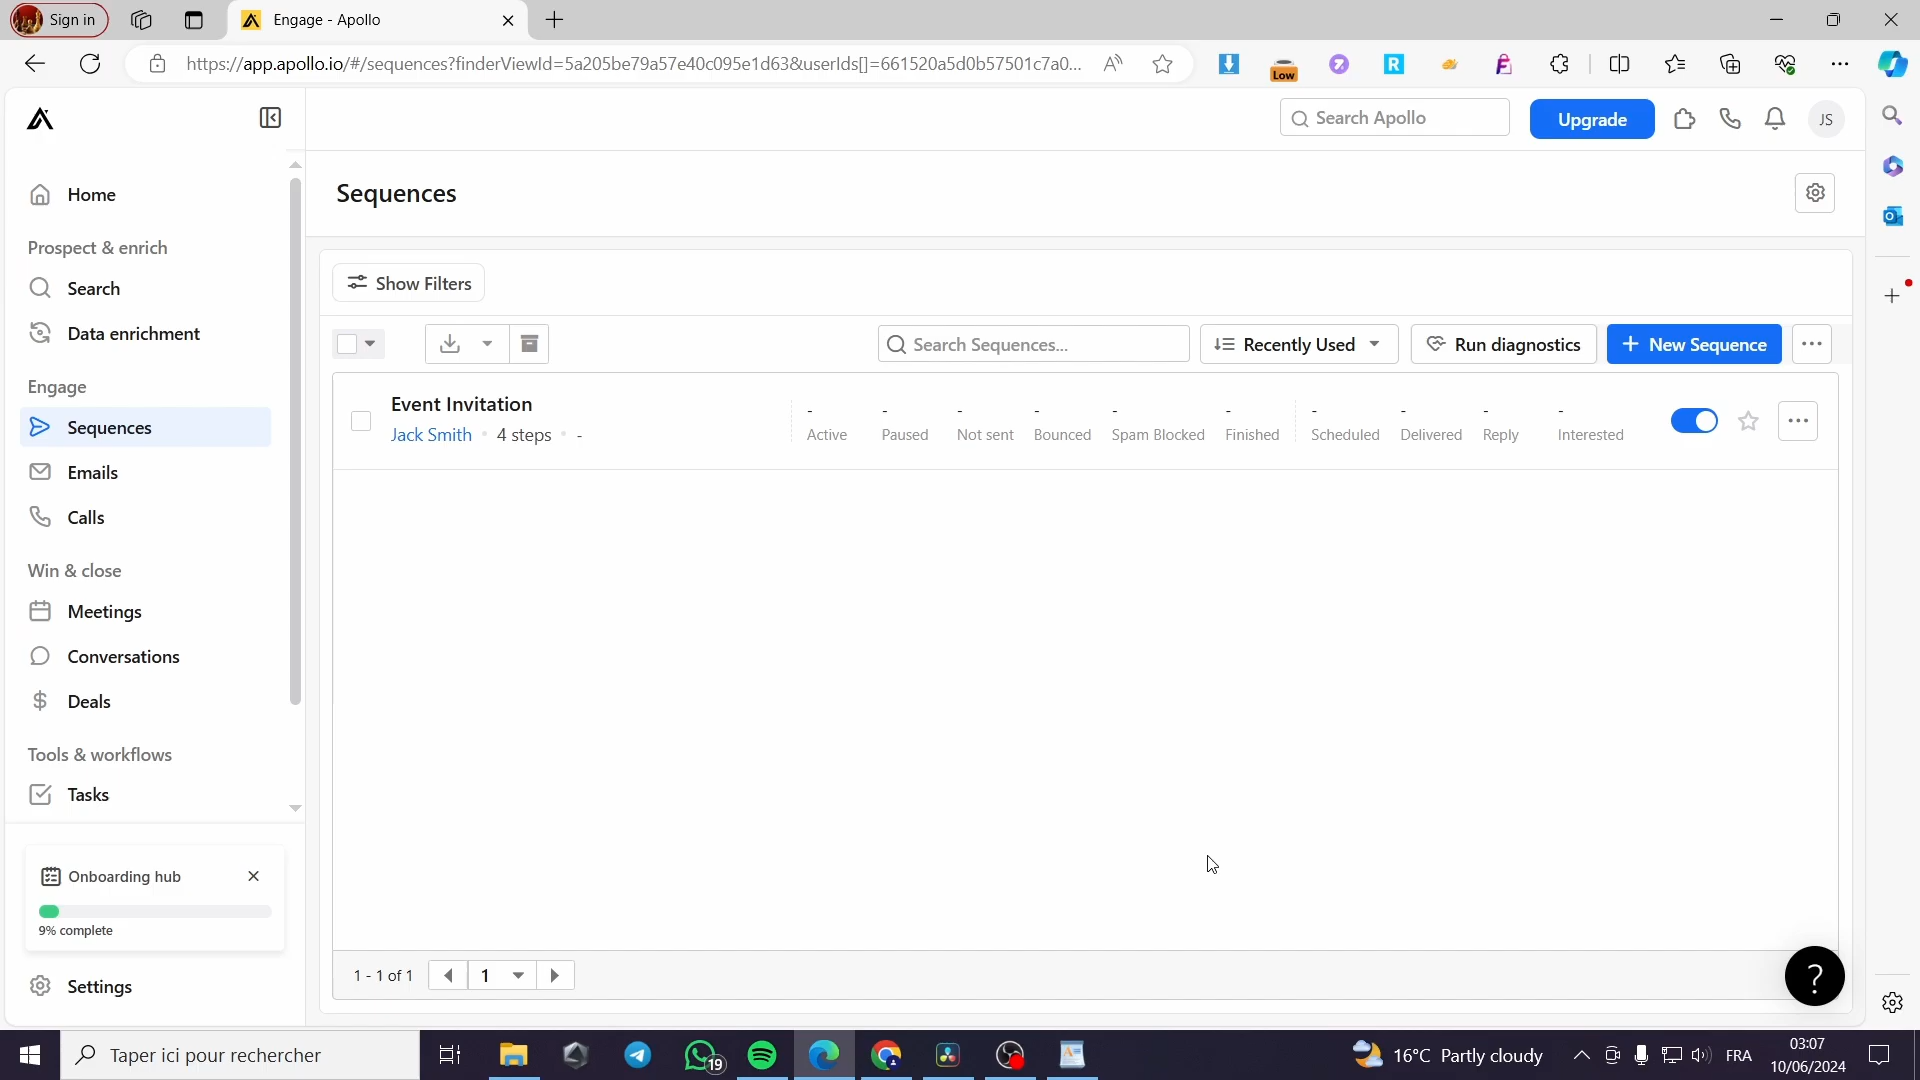 Sign in
Engage - Apollo
https://app.apollo.io/#/sequences?finderViewId=5a205be79a57e40c095e1d63&userIds[]=661520a5d0b57501c7a0...
Low
Search Apollo
Upgrade
JS
Home
Prospect & enrich
Search
Data enrichment
Engage
Sequences
Emails
Calls
Win & close
Meetings
Conversations
Deals
Tools & workflows
Tasks
Onboarding hub
9% complete
Settings
Sequences
Show Filters
Search Sequences...
Recently Used
Run diagnostics
+ New Sequence
Event Invitation
Jack Smith • 4 steps • -
- - - - - - - - - -
Active Paused Not sent Bounced Spam Blocked Finished Scheduled Delivered Reply Interested
1 - 1 of 1
1
?
Taper ici pour rechercher
19
16°C Partly cloudy
FRA
03:07
10/06/2024